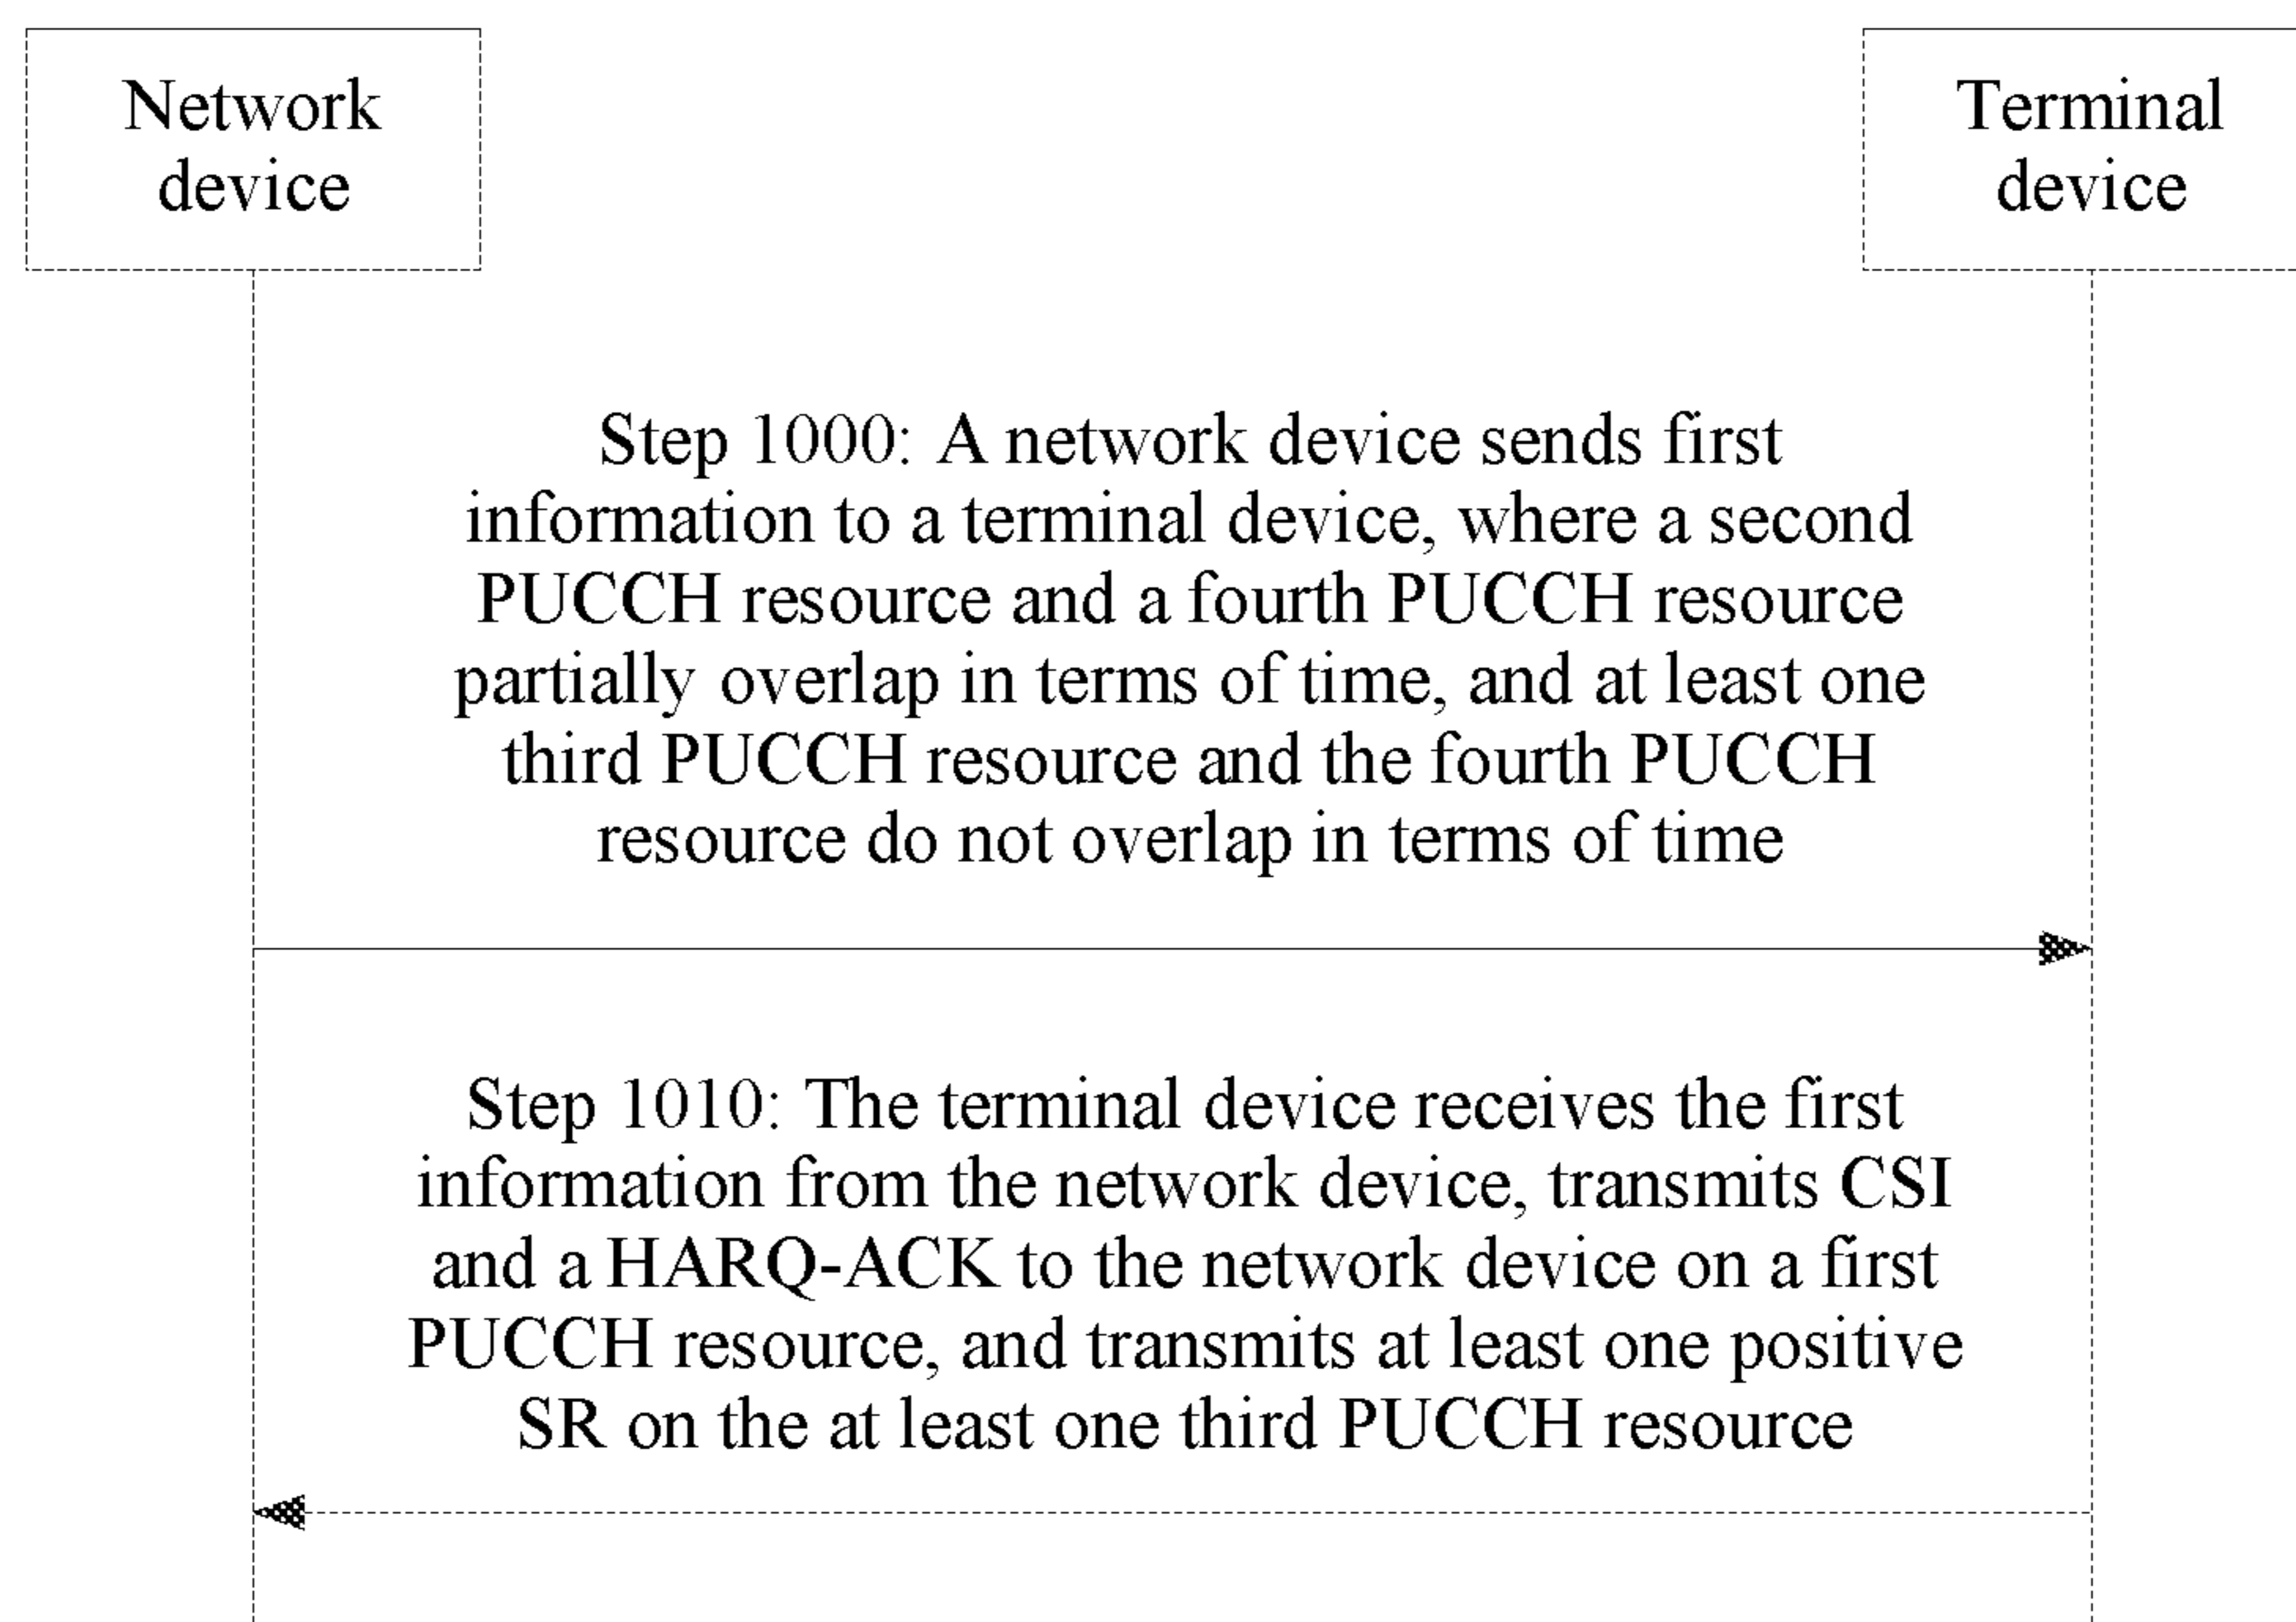 Network
device
Terminal
device
Step 1000: A network device sends first
information to a terminal device, where a second
PUCCH resource and a fourth PUCCH resource
partially overlap in terms of time, and at least one
third PUCCH resource and the fourth PUCCH
resource do not overlap in terms of time
Step 1010: The terminal device receives the first
information from the network device, transmits CSI
and a HARQ-ACK to the network device on a first
PUCCH resource, and transmits at least one positive
SR on the at least one third PUCCH resource